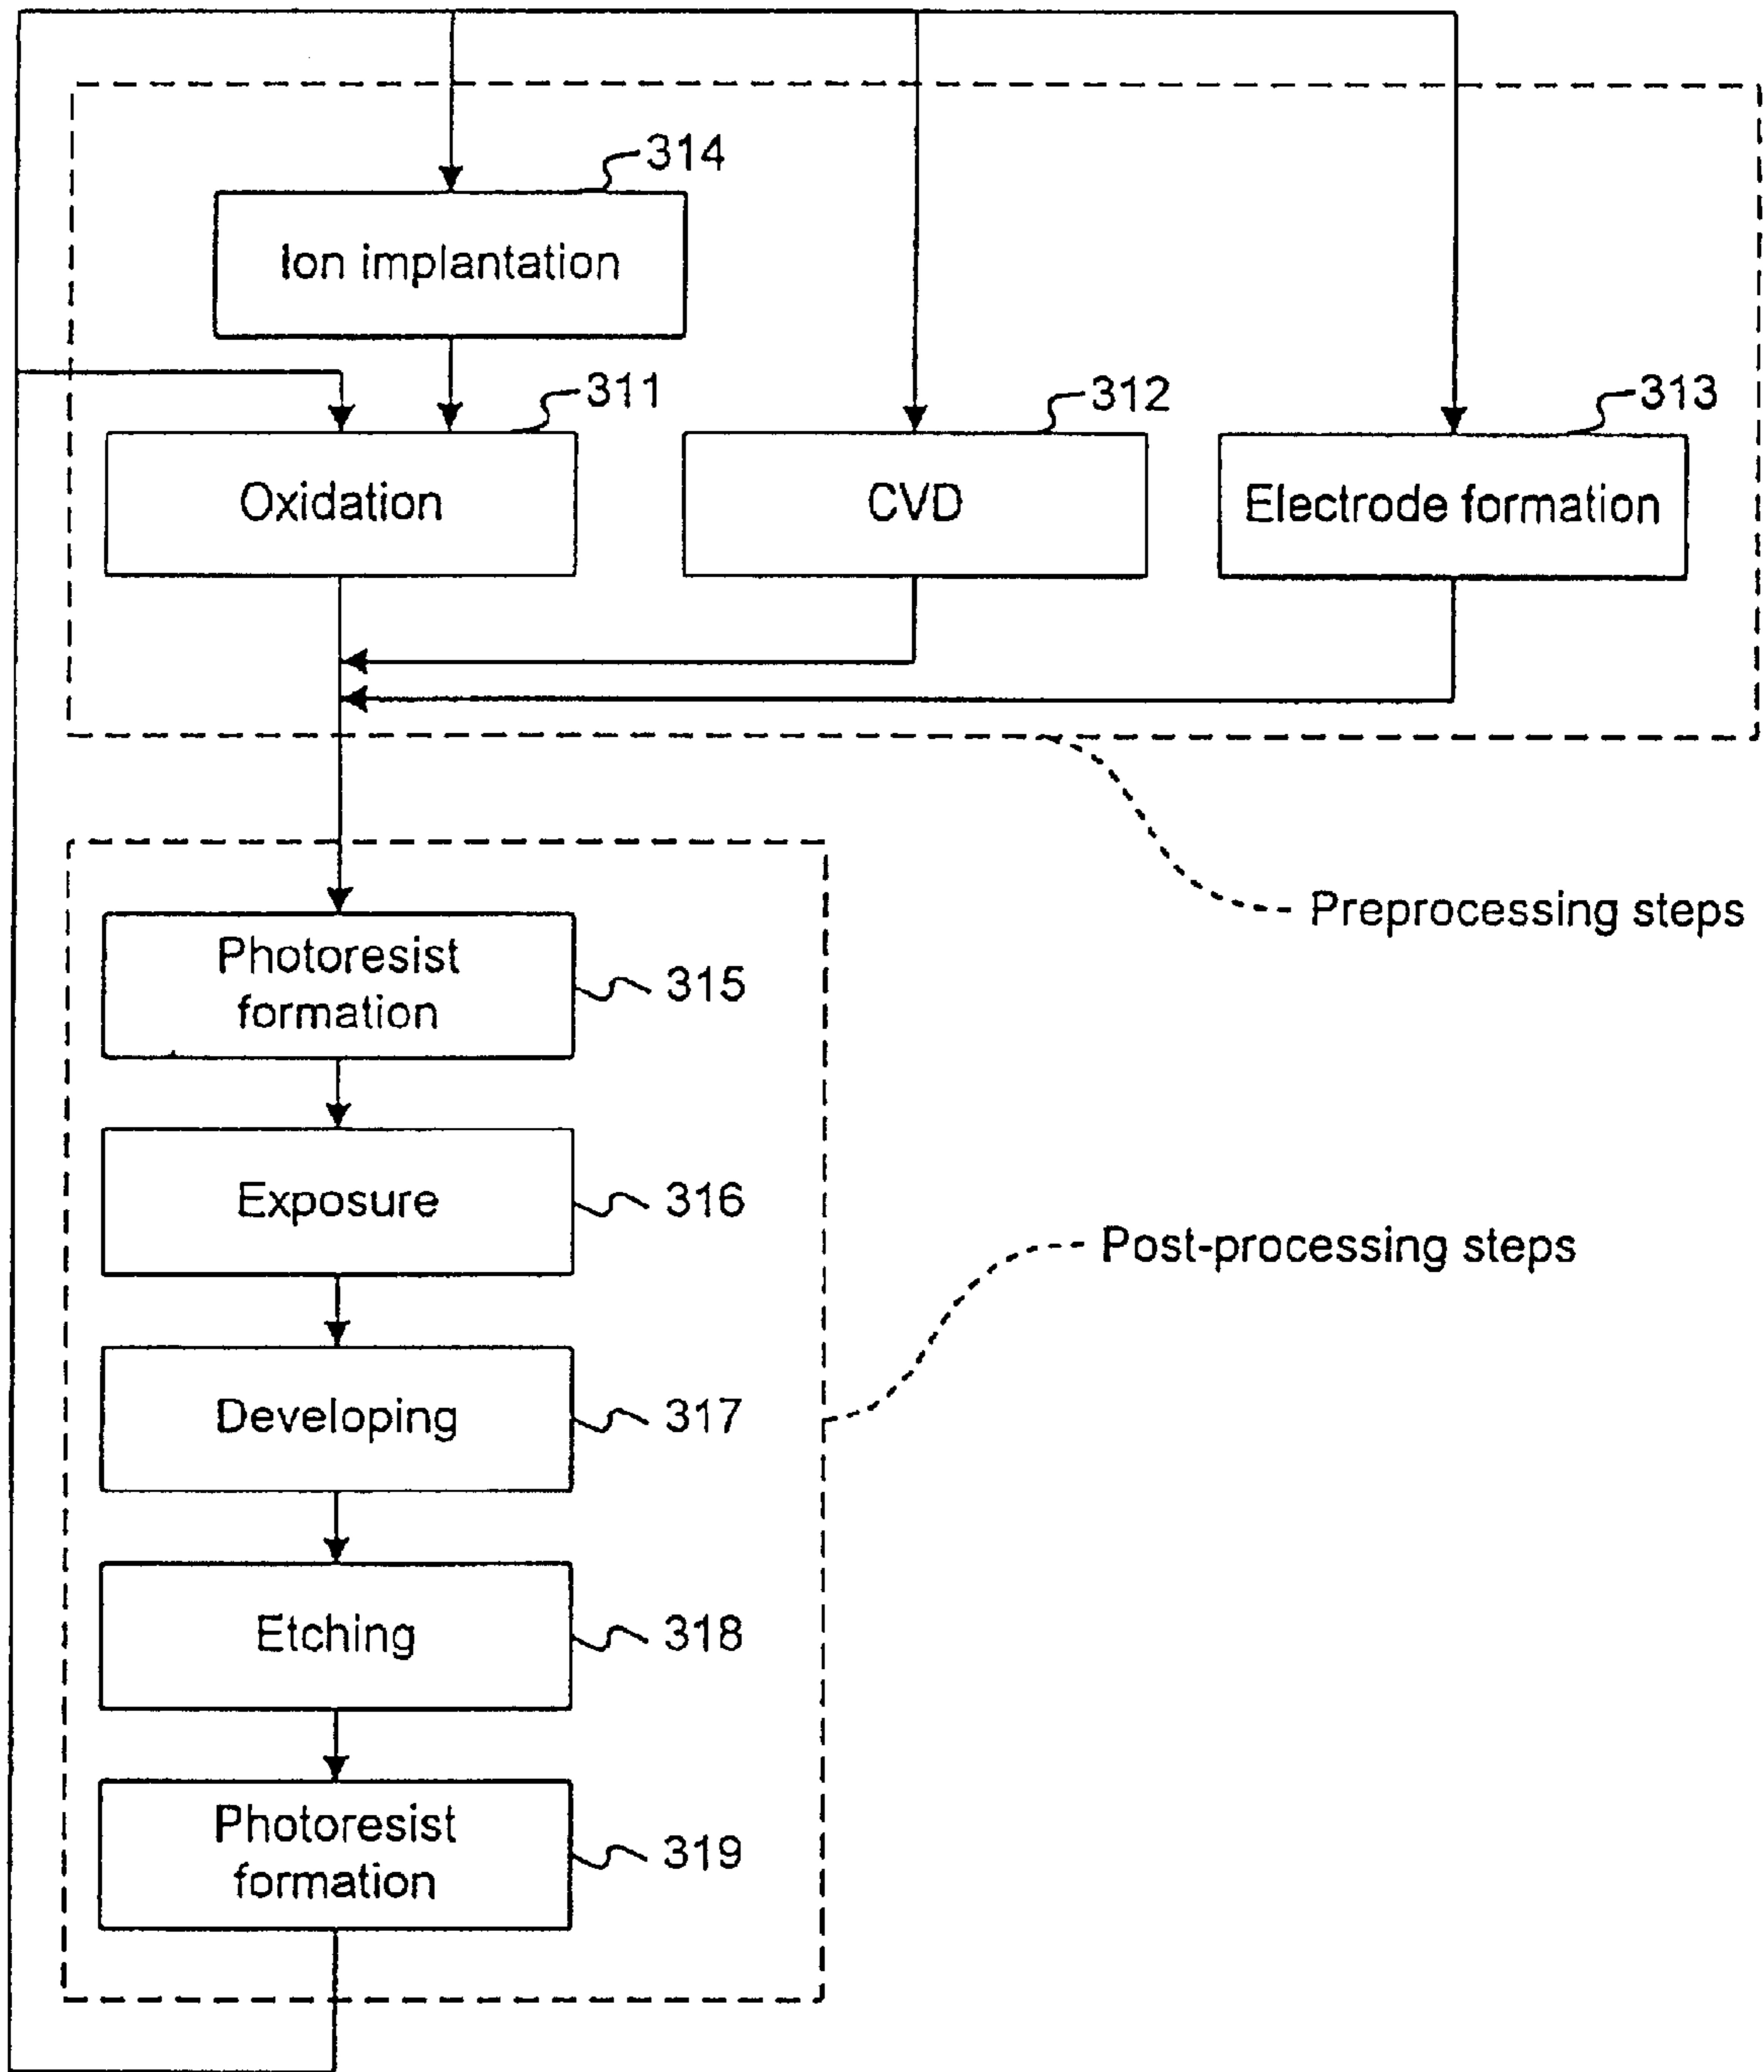 314
Ion implantation
311
312
313
Oxidation
CVD
Electrode formation
Preprocessing steps
Photoresist
formation
315
Exposure
316
Post-processing steps
Developing
317
Etching
318
Photoresist
formation
319